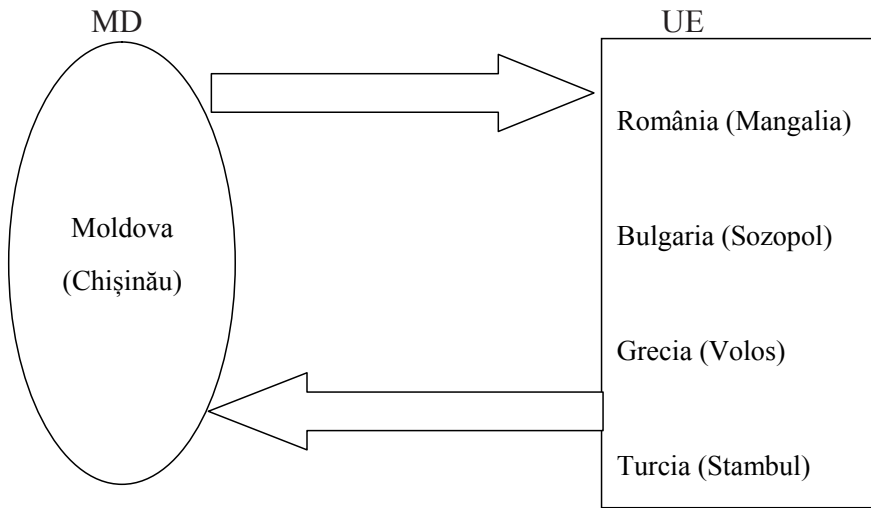 MD
UE
Moldova
(Chișinău)
România (Mangalia)
Bulgaria (Sozopol)
Grecia (Volos)
Turcia (Stambul)